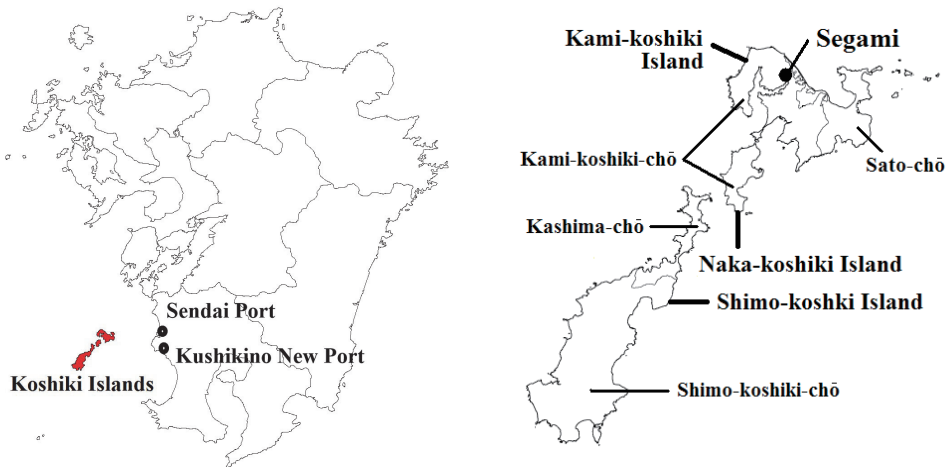 Sendai Port
Kushikino New Port
Koshiki Islands
Kami-koshiki
Island
Segami
Kami-koshiki-chō
Sato-chō
Kashima-chō
Naka-koshiki Island
Shimo-koshki Island
Shimo-koshiki-chō